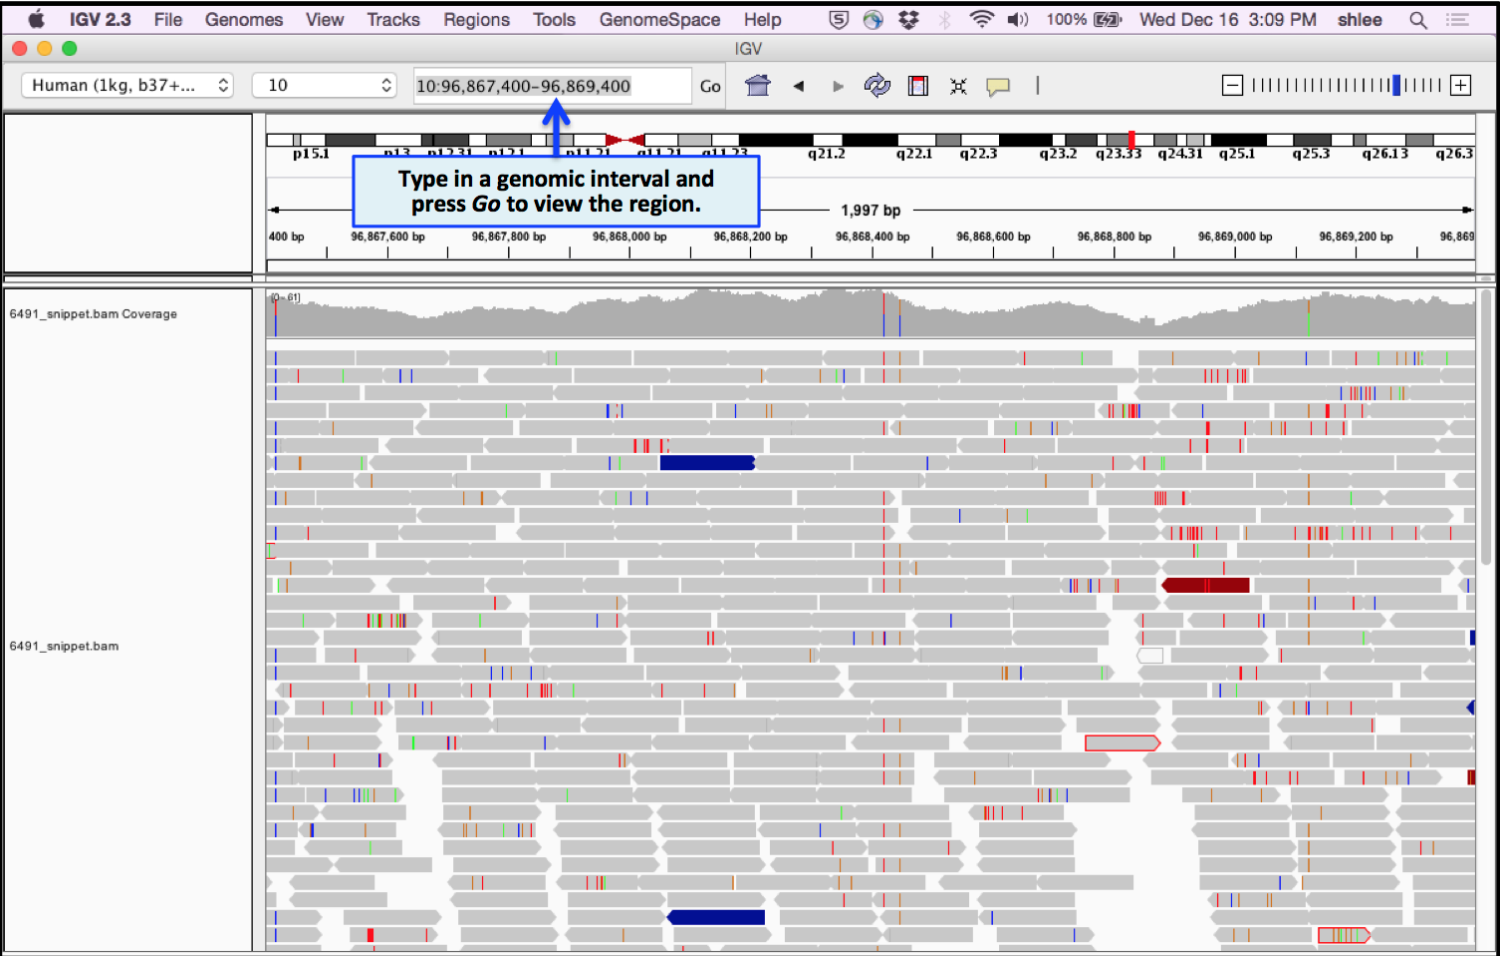 IGV 2.3 File Genomes View Tracks Regions Tools GenomeSpace Help 100% Wed Dec 16 3:09 PM shlee
IGV
Human (1kg, b37+... 10 10:96,867,400-96,869,400 Go
p15.1 p13 p12.31 p12.1 p11.21 q11.21 q11.23 q21.2 q22.1 q22.3 q23.2 q23.33 q24.31 q25.1 q25.3 q26.13 q26.3
Type in a genomic interval and
press Go to view the region.
1,997 bp
400 bp 96,867,600 bp 96,867,800 bp 96,868,000 bp 96,868,200 bp 96,868,400 bp 96,868,600 bp 96,868,800 bp 96,869,000 bp 96,869,200 bp 96,869
[0 - 61]
6491_snippet.bam Coverage
6491_snippet.bam